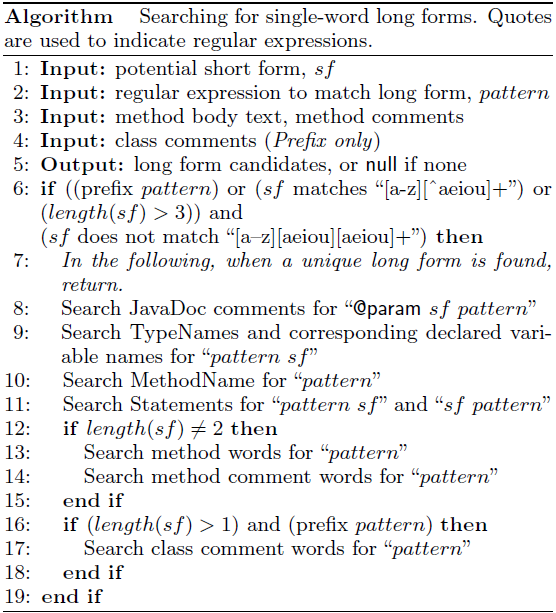 Algorithm Searching for single-word long forms. Quotes
are used to indicate regular expressions.
1: Input: potential short form, sf
2: Input: regular expression to match long form, pattern
3: Input: method body text, method comments
4: Input: class comments (Prefix only)
5: Output: long form candidates, or null if none
6: if ((prefix pattern) or (sf matches “[a-z][^aeiou]+”) or
(length(sf) > 3)) and
(sf does not match “[a–z][aeiou][aeiou]+”) then
7: In the following, when a unique long form is found,
return.
8: Search JavaDoc comments for “@param sf pattern”
9: Search TypeNames and corresponding declared vari-
able names for “pattern sf”
10: Search MethodName for “pattern”
11: Search Statements for “pattern sf” and “sf pattern”
12: if length(sf) ≠ 2 then
13: Search method words for “pattern”
14: Search method comment words for “pattern”
15: end if
16: if (length(sf) > 1) and (prefix pattern) then
17: Search class comment words for “pattern”
18: end if
19: end if